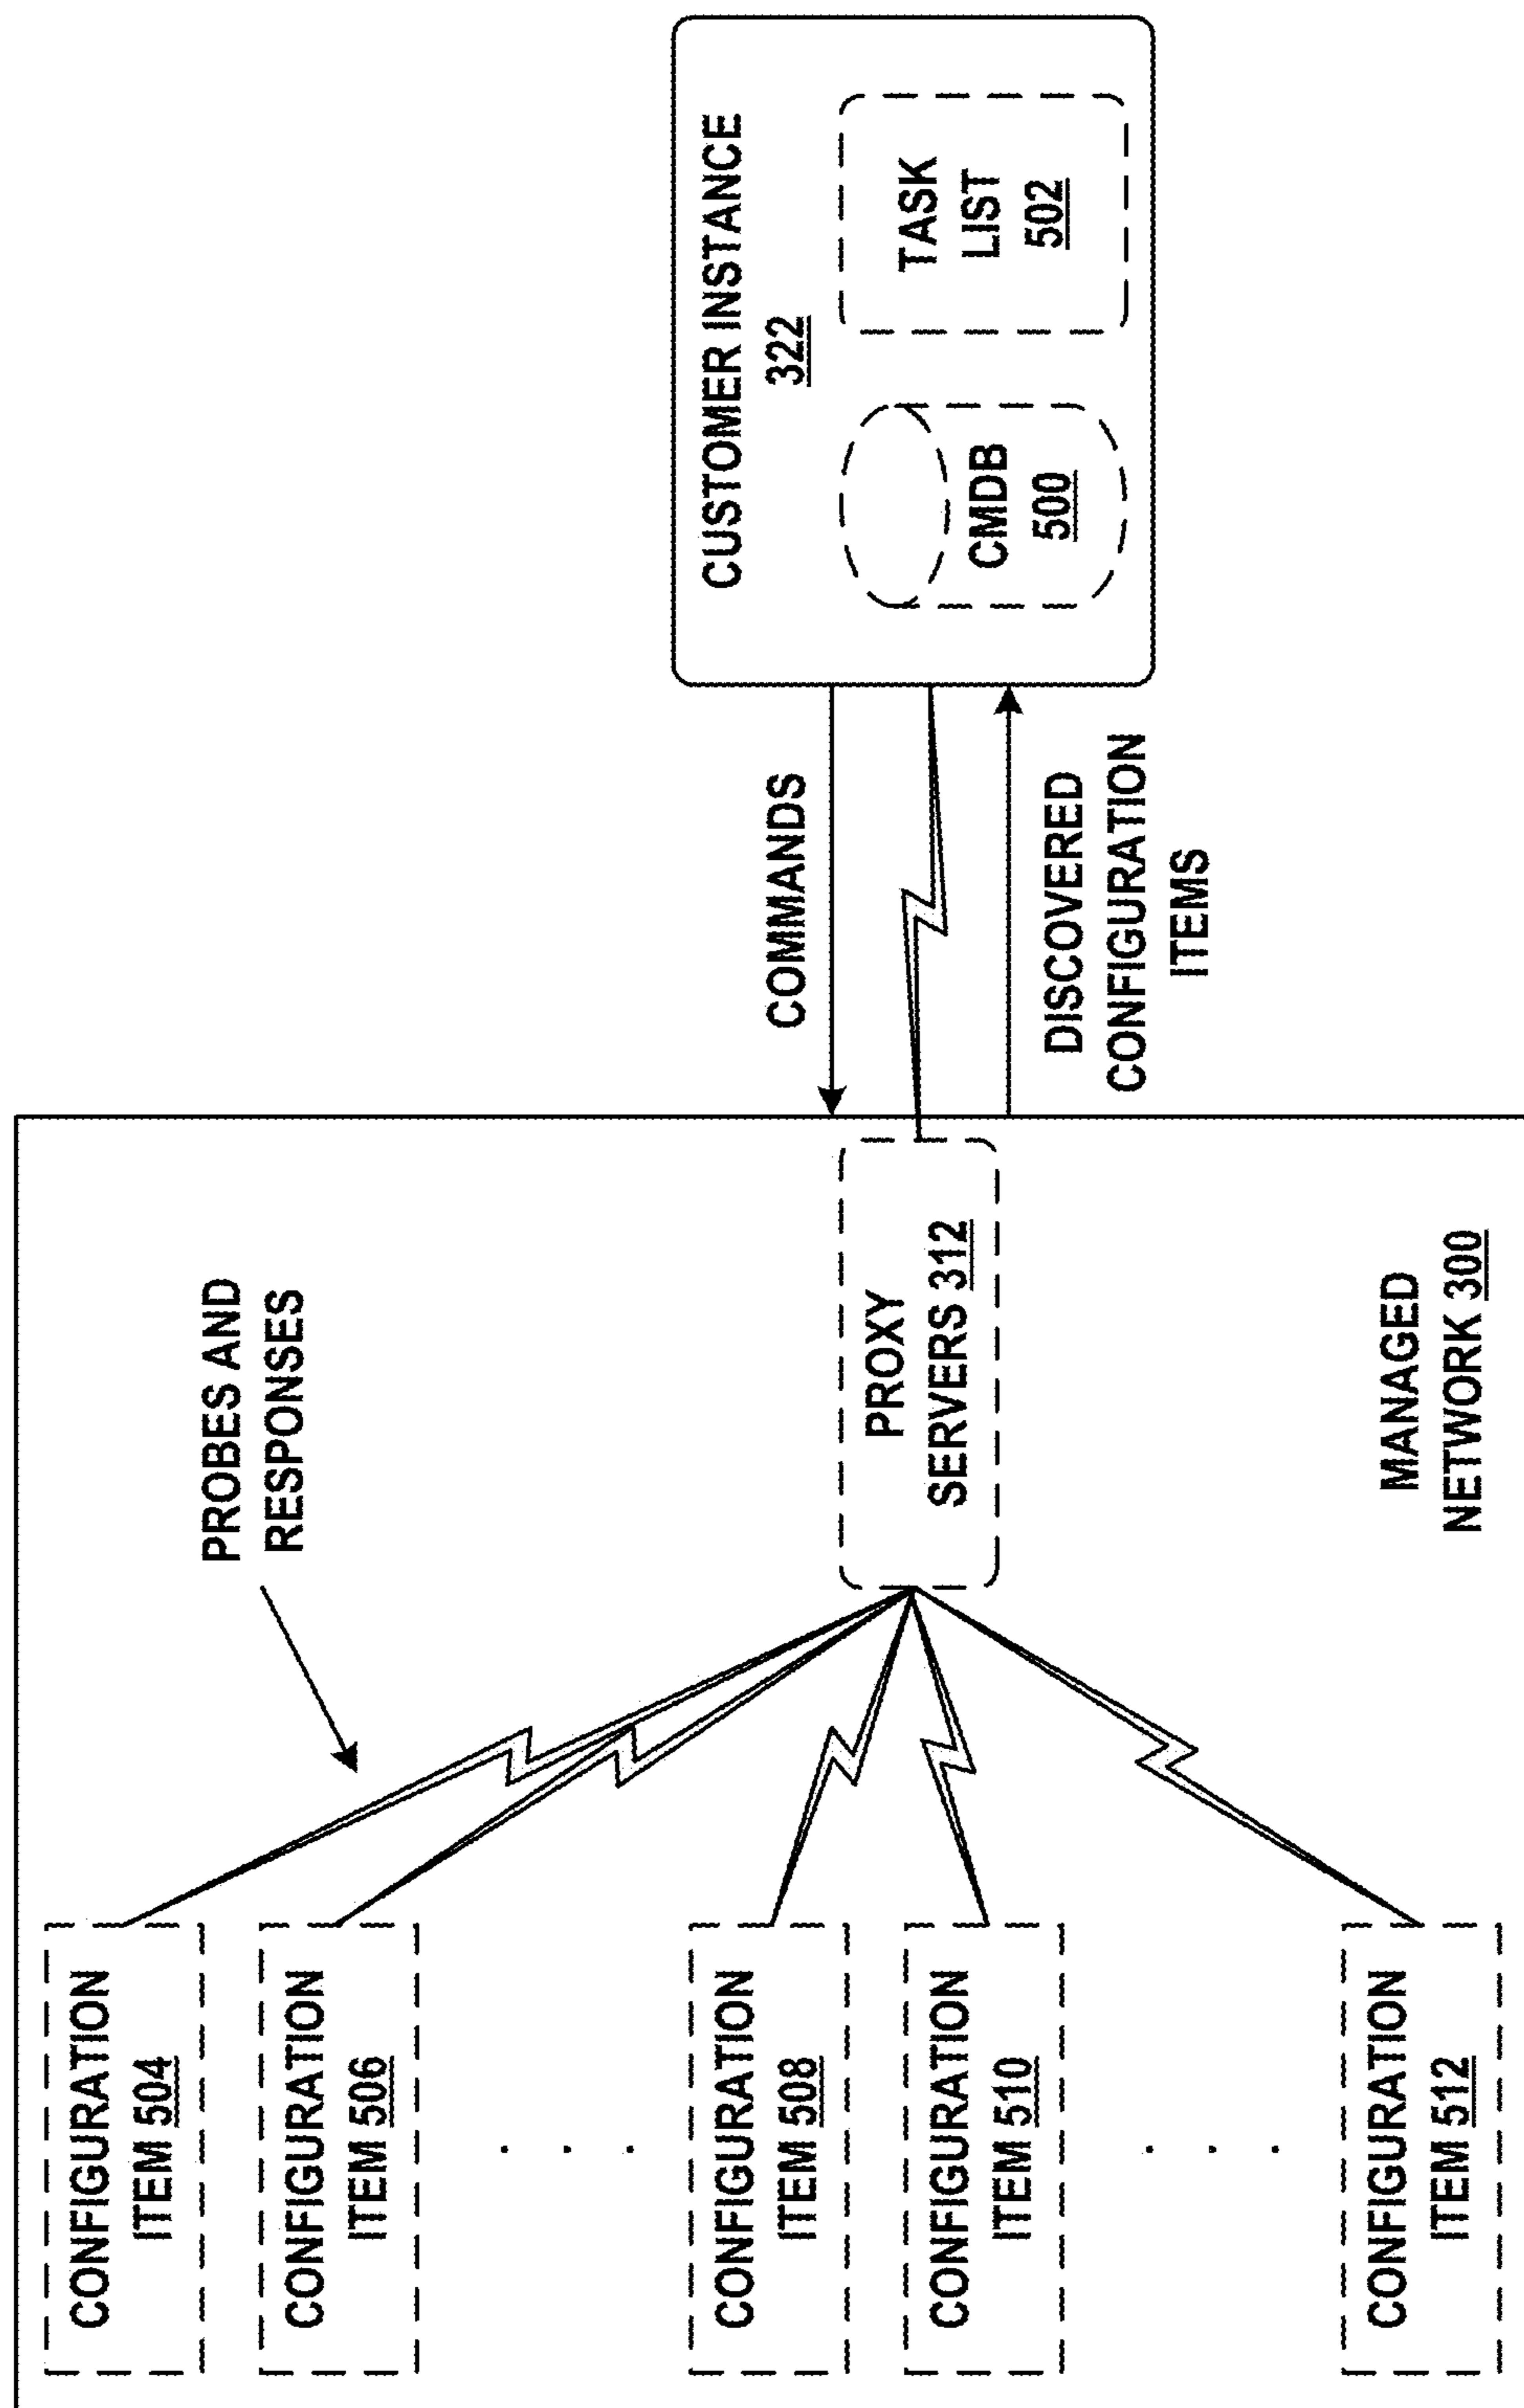 CONFIGURATION
ITEM 504
CONFIGURATION
ITEM 506
. . .
CONFIGURATION
ITEM 508
CONFIGURATION
ITEM 510
. . .
CONFIGURATION
ITEM 512
PROBES AND
RESPONSES
PROXY
SERVERS 312
MANAGED
NETWORK 300
COMMANDS
DISCOVERED
CONFIGURATION
ITEMS
CUSTOMER INSTANCE
322
CMDB
500
TASK
LIST
502